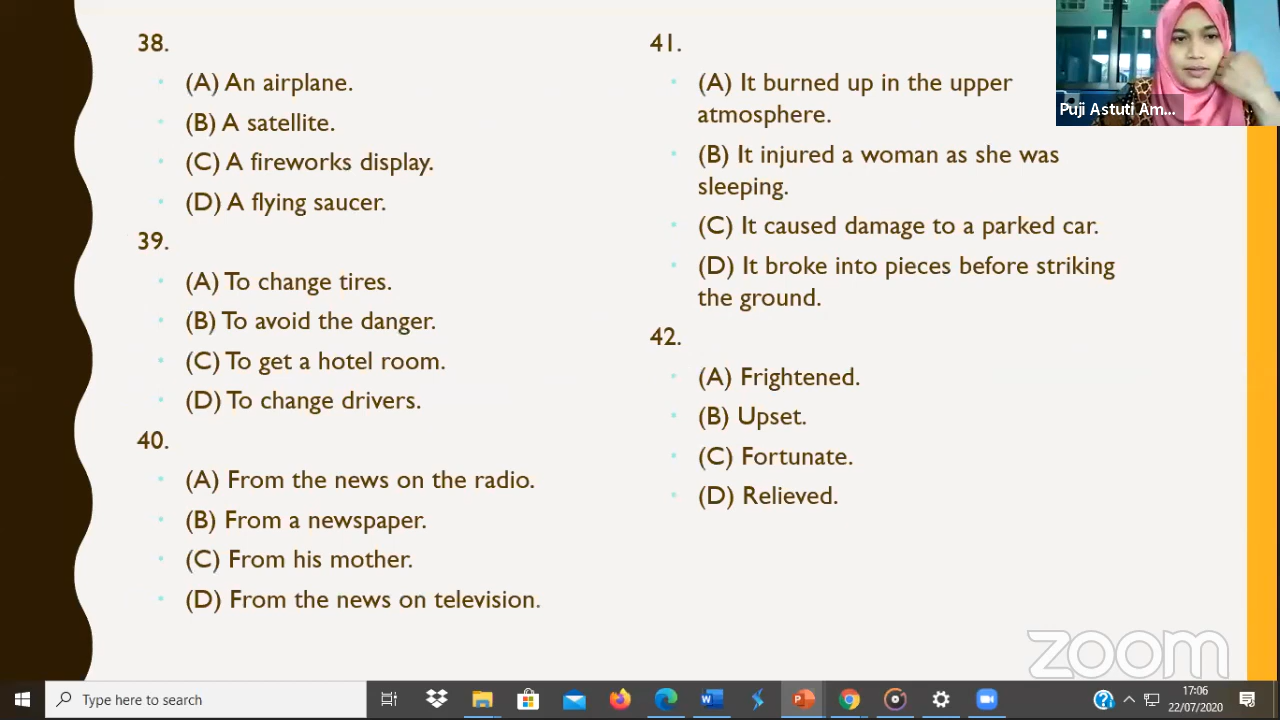 38.
(A) An airplane.
(B) A satellite.
(C) A fireworks display.
(D) A flying saucer.
39.
(A) To change tires.
(B) To avoid the danger.
(C) To get a hotel room.
(D) To change drivers.
40.
(A) From the news on the radio.
(B) From a newspaper.
(C) From his mother.
(D) From the news on television.
41.
(A) It burned up in the upper
atmosphere.
(B) It injured a woman as she was
sleeping.
(C) It caused damage to a parked car.
(D) It broke into pieces before striking
the ground.
42.
(A) Frightened.
(B) Upset.
(C) Fortunate.
(D) Relieved.
Puji Astuti Am...
zoom
Type here to search
17:06
22/07/2020